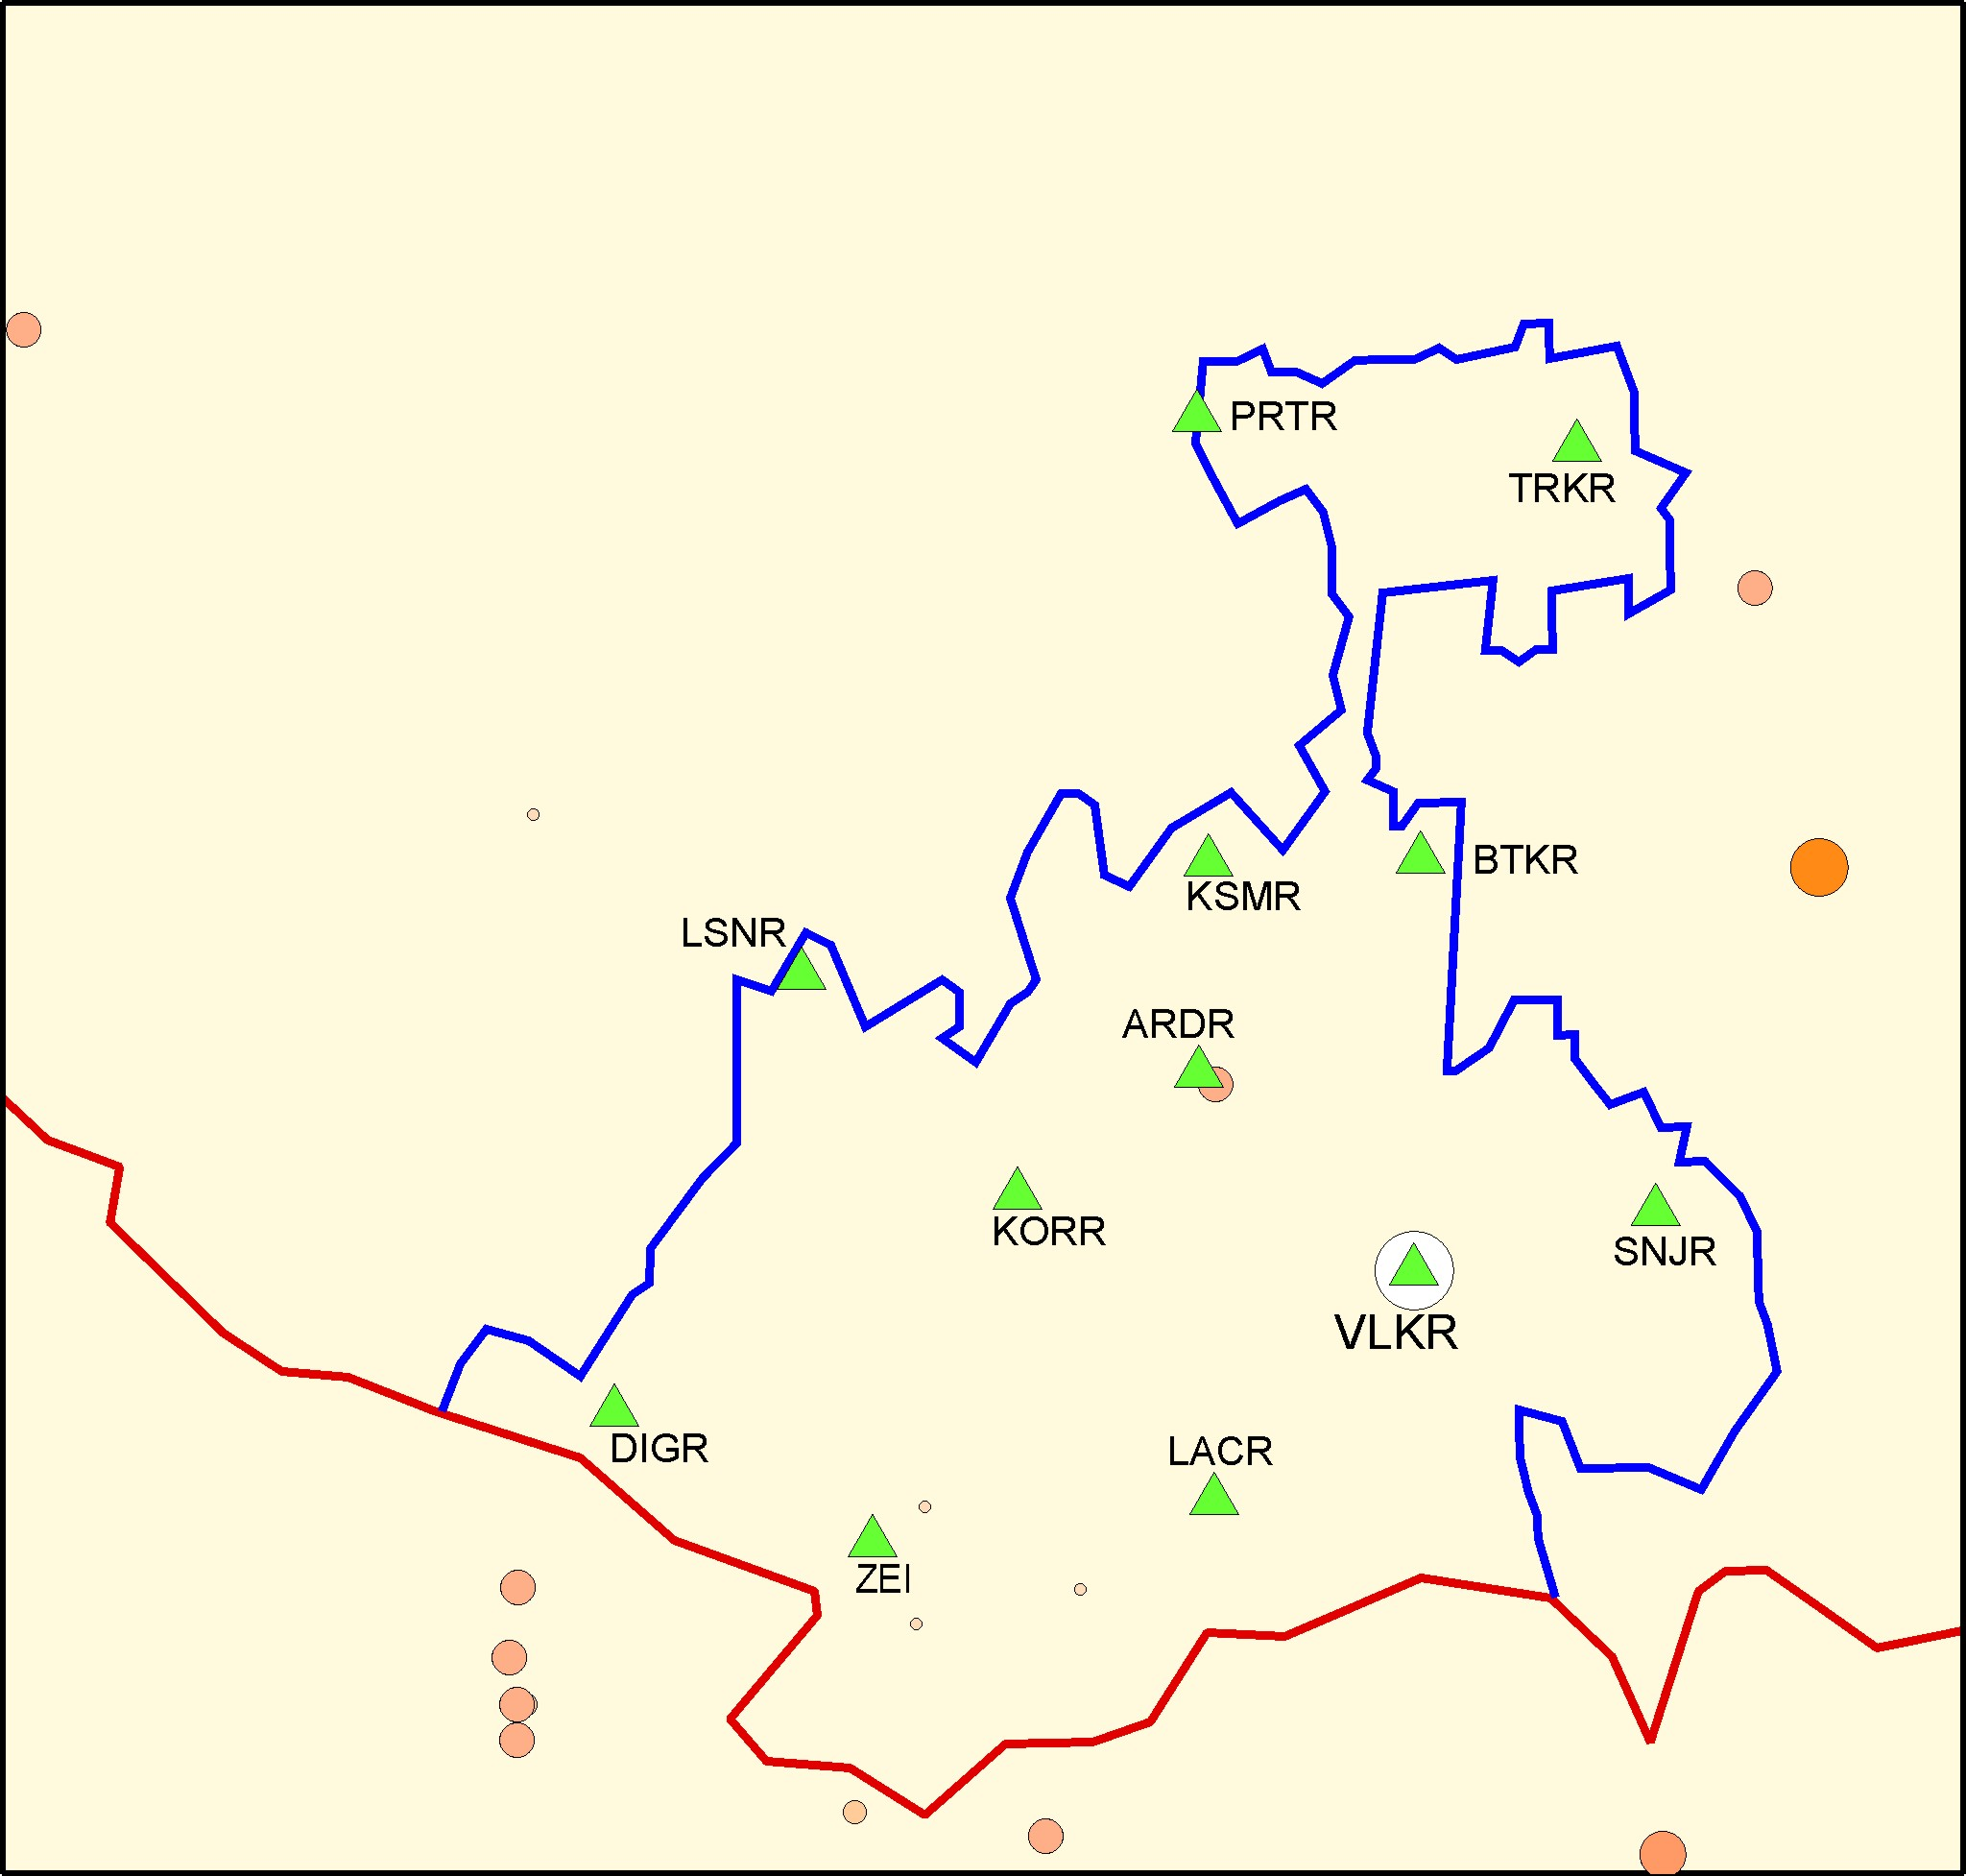 PRTR
TRKR
BTKR
KSMR
LSNR
ARDR
KORR
SNJR
VLKR
DIGR
LACR
ZEI